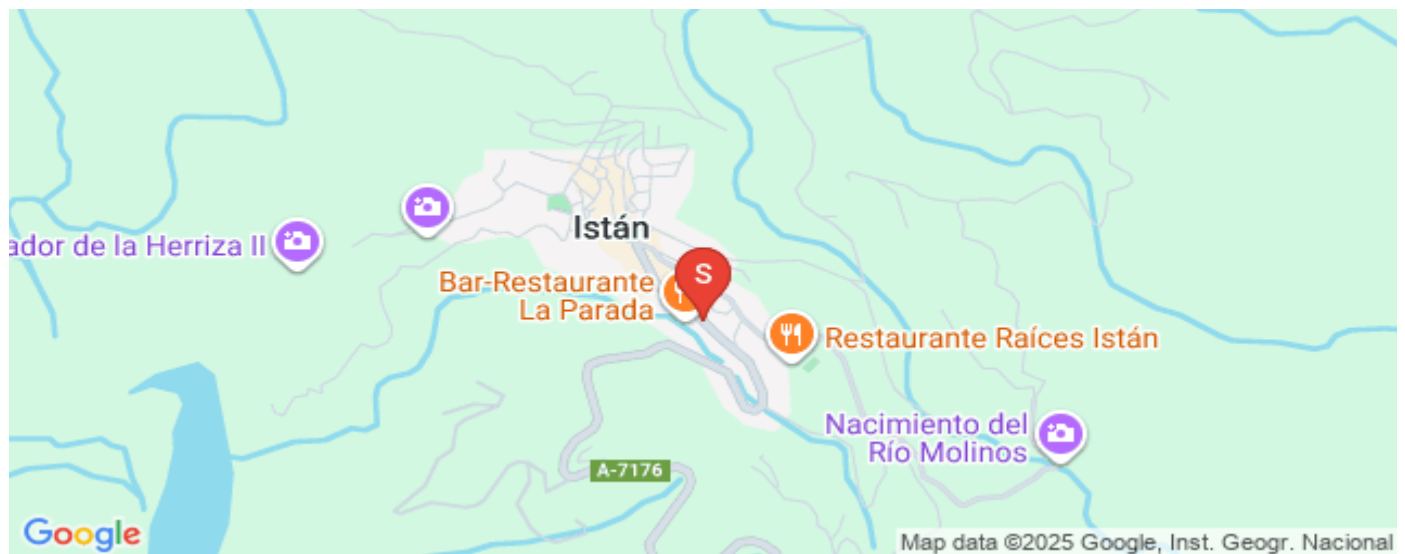 Istán
ador de la Herriza II
S
Bar-Restaurante
La Parada
Restaurante Raíces Istán
Nacimiento del
Río Molinos
A-7176
Google
Map data ©2025 Google, Inst. Geogr. Nacional